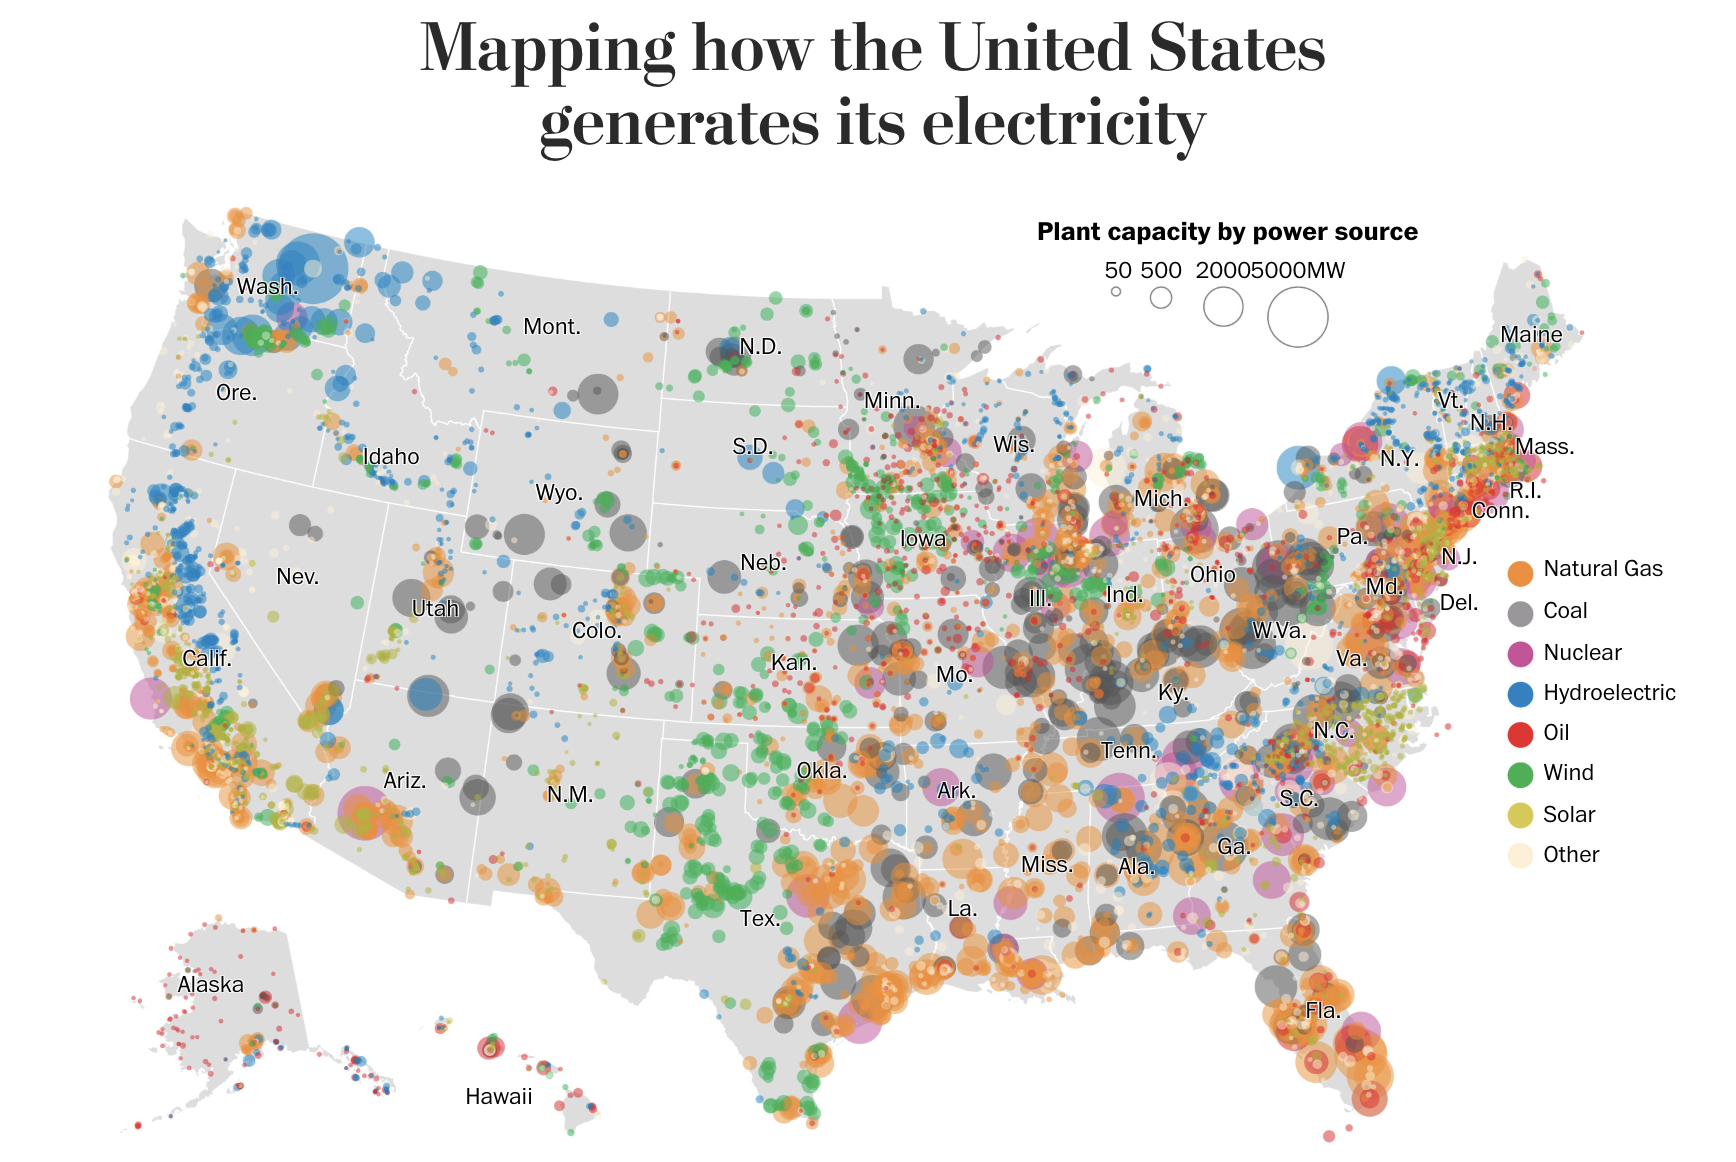 Mapping how the United States
generates its electricity
Plant capacity by power source
50 500 2000 5000MW
Wash.
Mont.
N.D.
Maine
Ore.
Minn.
Vt.
N.H.
Idaho
S.D.
Wis.
N.Y.
Mass.
Wyo.
Mich.
R.I.
Conn.
Iowa
Pa.
Neb.
N.J.
Nev.
Ohio
Utah
Ill.
Ind.
Md.
Del.
Colo.
W.Va.
Calif.
Kan.
Mo.
Va.
Ky.
N.C.
Tenn.
Okla.
Ariz.
N.M.
Ark.
S.C.
Miss.
Ala.
Ga.
Tex.
La.
Alaska
Fla.
Hawaii
Natural Gas
Coal
Nuclear
Hydroelectric
Oil
Wind
Solar
Other